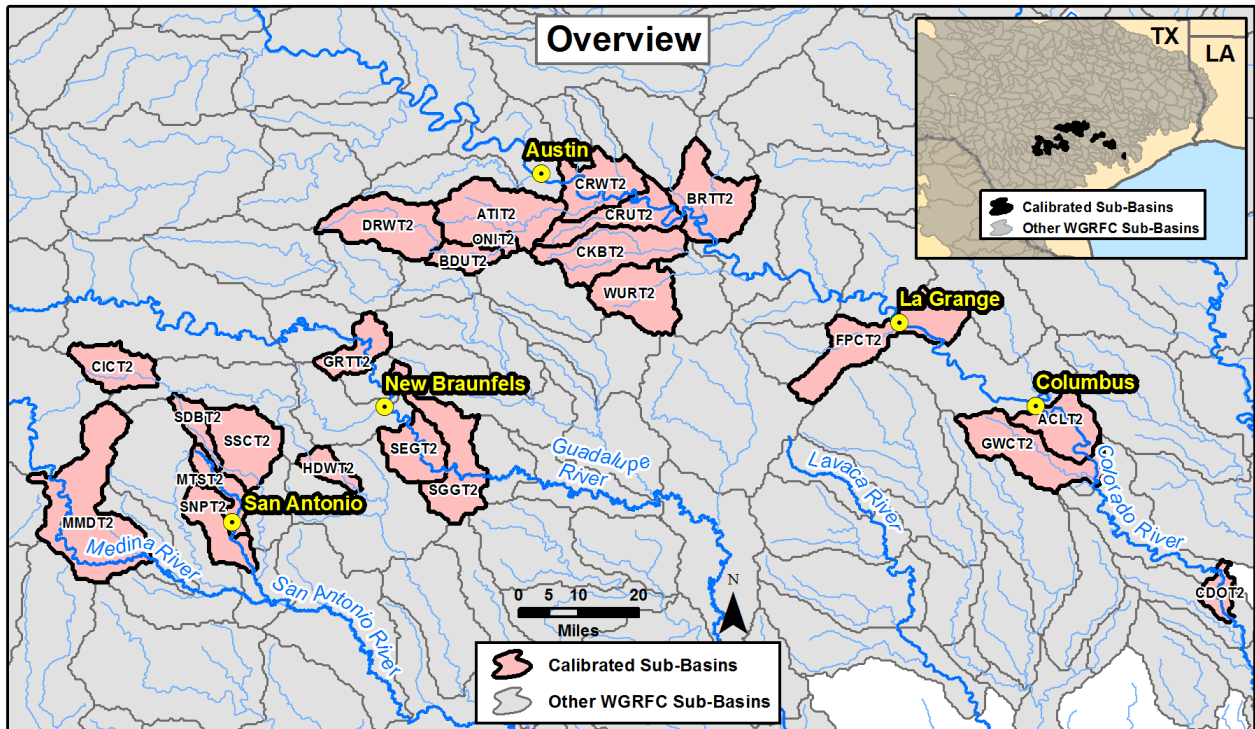 Overview
TX
LA
Calibrated Sub-Basins
Other WGRFC Sub-Basins
Austin
CRWT2
BRTT2
ATIT2
CRUT2
DRWT2
ONIT2
CKBT2
BDUT2
WURT2
La Grange
FPCT2
GRTT2
CICT2
New Braunfels
Columbus
SDBT2
ACLT2
SSCT2
SEGT2
GWCT2
HDWT2
Guadalupe
River
Lavaca River
MTST2
SGGT2
SNPT2
San Antonio
Colorado River
MMDT2
Medina River
San Antonio River
CDOT2
N
0 5 10 20
Miles
Calibrated Sub-Basins
Other WGRFC Sub-Basins